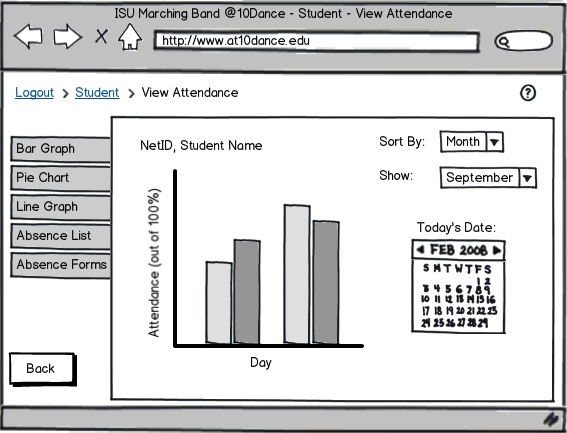 ISU Marching Band @10Dance - Student - View Attendance
http://www.at10dance.edu
Logout > Student > View Attendance
?
Bar Graph
Pie Chart
Line Graph
Absence List
Absence Forms
Back
NetID, Student Name
Sort By: Month
Show: September
Attendance (out of 100%)
Day
Today's Date:
FEB 2008
S M T W T F S
1 2
3 4 5 6 7 8 9
10 11 12 13 14 15 16
17 18 19 20 21 22 23
24 25 26 27 28 29